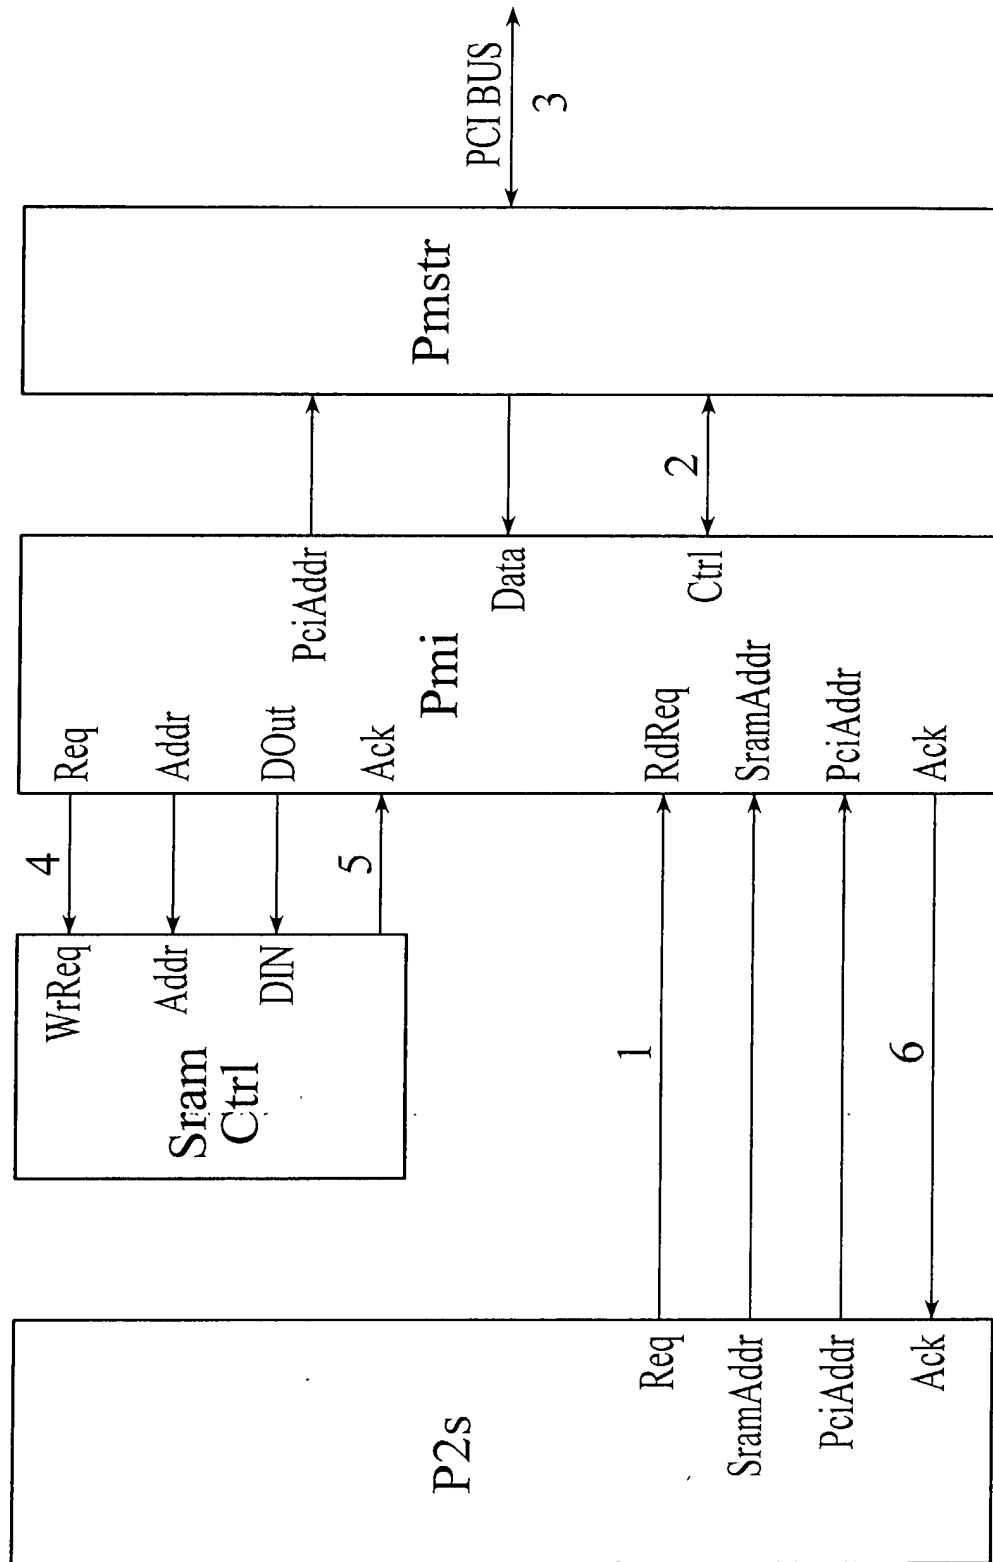 P2s
Req
SramAddr
PciAddr
Ack
Sram
Ctrl
WrReq
Addr
DIN
4
5
1
6
Pmi
Req
Addr
DOut
Ack
RdReq
SramAddr
PciAddr
Ack
PciAddr
Data
Ctrl
2
Pmstr
PCI BUS
3